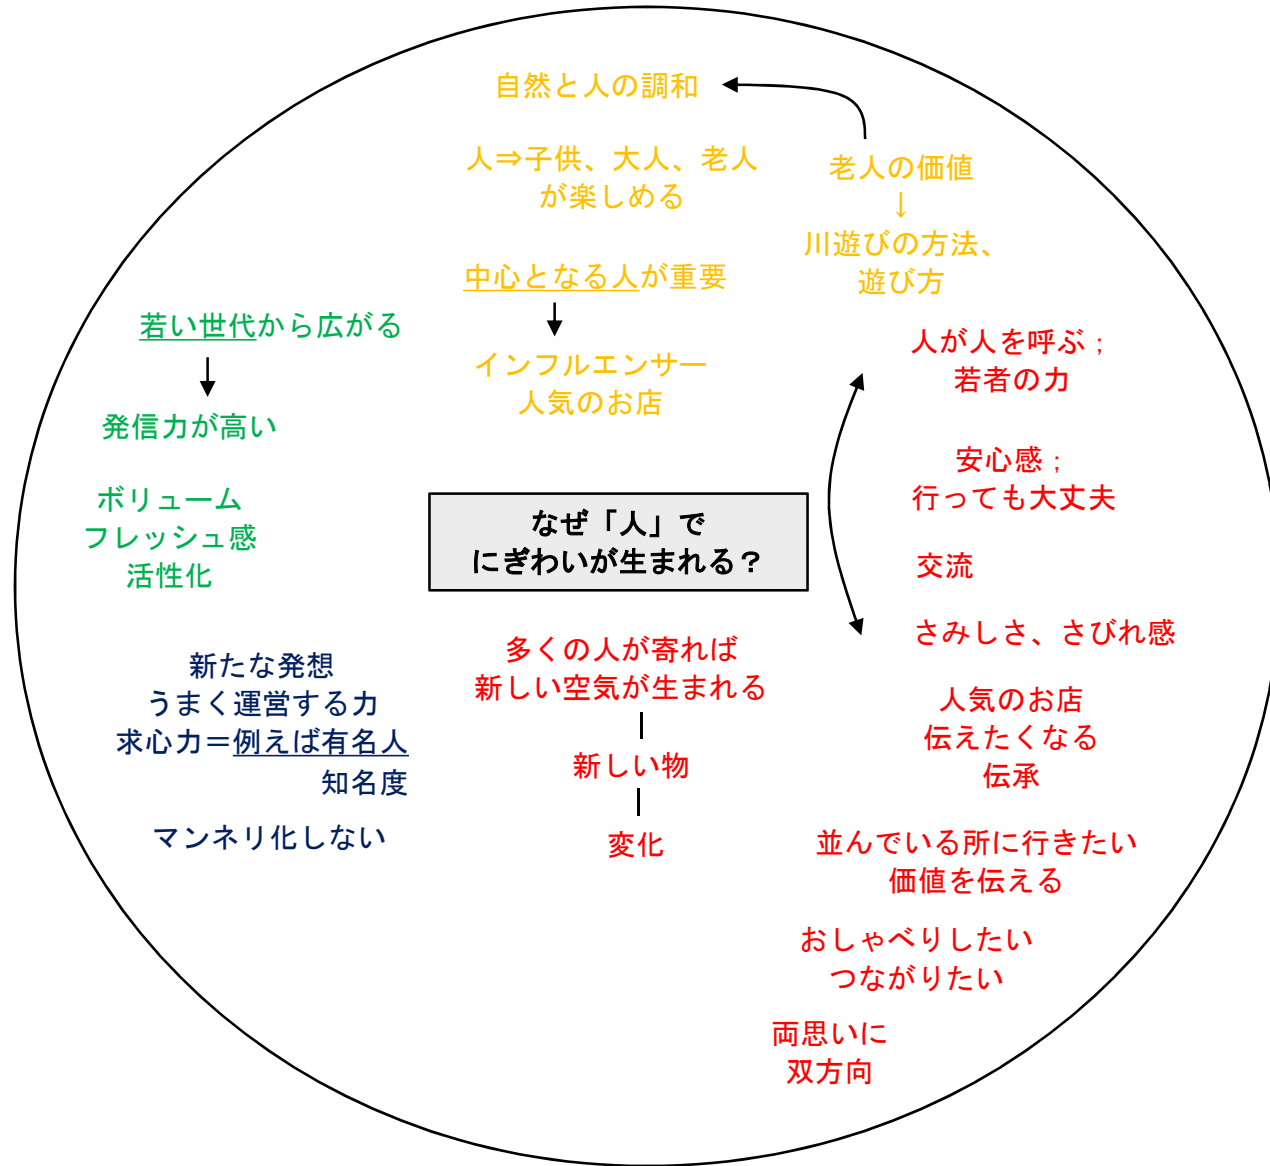 自然と人の調和
人⇒子供、大人、老人
が楽しめる
老人の価値
↓
川遊びの方法、
遊び方
中心となる人が重要
インフルエンサー
人気のお店
若い世代から広がる
発信力が高い
ボリューム
フレッシュ感
活性化
人が人を呼ぶ；
若者の力
安心感；
行っても大丈夫
交流
さみしさ、さびれ感
なぜ「人」で
にぎわいが生まれる？
新たな発想
うまく運営する力
求心力＝例えば有名人
知名度
マンネリ化しない
多くの人が寄れば
新しい空気が生まれる
新しい物
変化
人気のお店
伝えたくなる
伝承
並んでいる所に行きたい
価値を伝える
おしゃべりしたい
つながりたい
両思いに
双方向